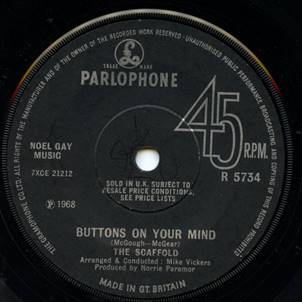 THE GRAMOPHONE CO. LTD. ALL RIGHTS OF THE MANUFACTURER AND OF THE OWNER OF THE RECORDED WORK RESERVED · UNAUTHORISED PUBLIC PERFORMANCE BROADCASTING AND COPYING OF THIS RECORD PROHIBITED
£
TRADE MARK
PARLOPHONE
45
R.P.M.
NOEL GAY
MUSIC
7XCE 21212
SOLD IN U.K. SUBJECT TO
RESALE PRICE CONDITIONS,
SEE PRICE LISTS
R 5734
℗ 1968
BUTTONS ON YOUR MIND
(McGough—McGear)
THE SCAFFOLD
Arranged & Conducted : Mike Vickers
Produced by Norrie Paramor
MADE IN GT. BRITAIN